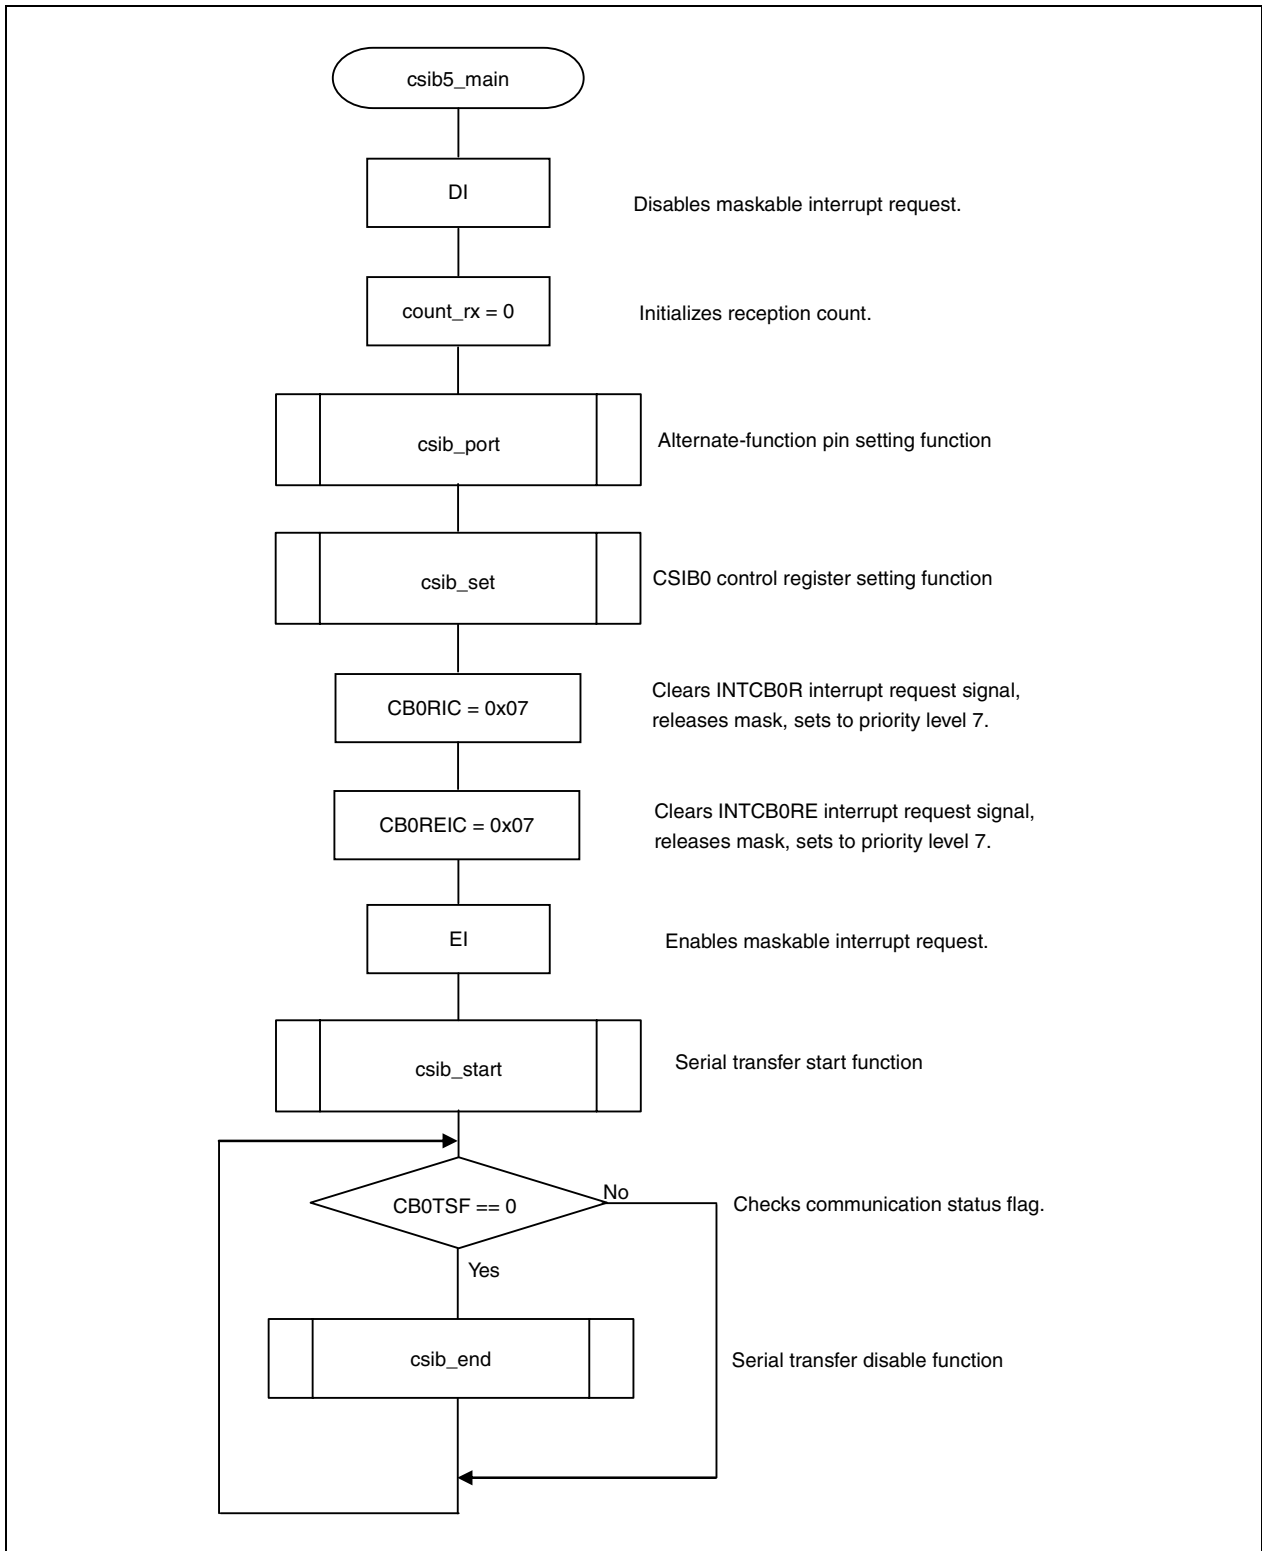 csib5_main
DI
Disables maskable interrupt request.
count_rx = 0
Initializes reception count.
csib_port
Alternate-function pin setting function
csib_set
CSIB0 control register setting function
CB0RIC = 0x07
Clears INTCB0R interrupt request signal,
releases mask, sets to priority level 7.
CB0REIC = 0x07
Clears INTCB0RE interrupt request signal,
releases mask, sets to priority level 7.
EI
Enables maskable interrupt request.
csib_start
Serial transfer start function
CB0TSF == 0
No
Checks communication status flag.
Yes
csib_end
Serial transfer disable function